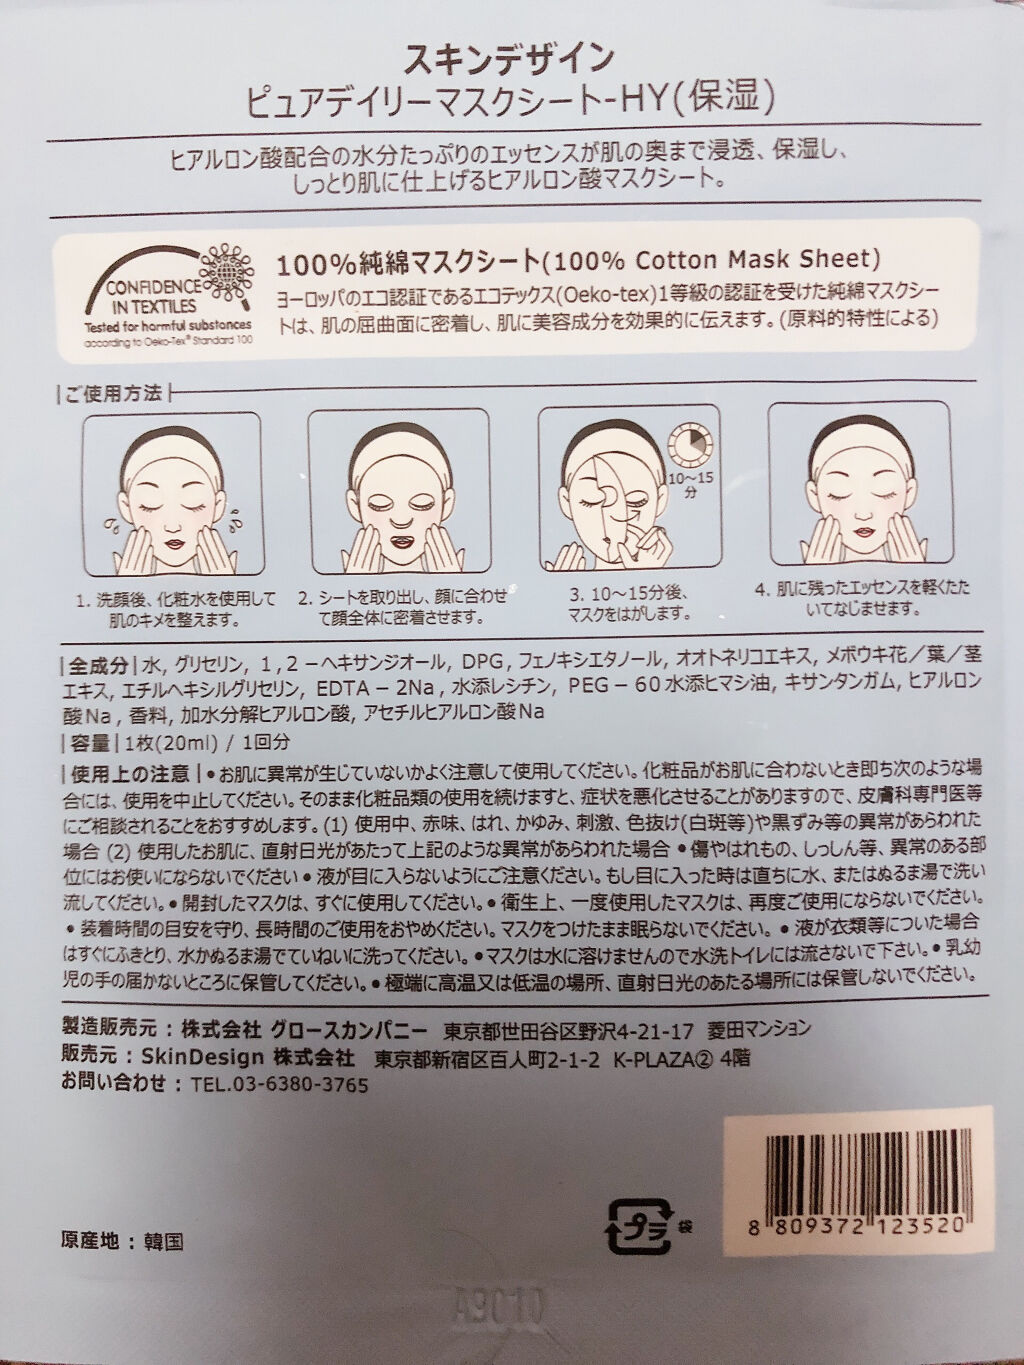 スキンデザイン
ピュアデイリーマスクシート-HY(保湿)
ヒアルロン酸配合の水分たっぷりのエッセンスが肌の奥まで浸透、保湿し、
しっとり肌に仕上げるヒアルロン酸マスクシート。
CONFIDENCE
IN TEXTILES
Tested for harmful substances
according to Oeko-Tex® Standard 100
100%純綿マスクシート(100% Cotton Mask Sheet)
ヨーロッパのエコ認証であるエコテックス(Oeko-tex)1等級の認証を受けた純綿マスクシー
トは、肌の屈曲面に密着し、肌に美容成分を効果的に伝えます。(原料的特性による)
|ご使用方法|
10〜15
分
1. 洗顔後、化粧水を使用して
肌のキメを整えます。
2. シートを取り出し、顔に合わせ
て顔全体に密着させます。
3. 10〜15分後、
マスクをはがします。
4. 肌に残ったエッセンスを軽くたた
いてなじませます。
|全成分|水, グリセリン, 1,2－ヘキサンジオール, DPG, フェノキシエタノール, オオトネリコエキス, メボウキ花／葉／茎
エキス, エチルヘキシルグリセリン, EDTA－2Na, 水添レシチン, PEG－60水添ヒマシ油, キサンタンガム, ヒアルロン
酸Na, 香料, 加水分解ヒアルロン酸, アセチルヒアルロン酸Na
|容量|1枚(20ml) / 1回分
|使用上の注意|•お肌に異常が生じていないかよく注意して使用してください。化粧品がお肌に合わないとき即ち次のような場
合には、使用を中止してください。そのまま化粧品類の使用を続けますと、症状を悪化させることがありますので、皮膚科専門医等
にご相談されることをおすすめします。(1) 使用中、赤味、はれ、かゆみ、刺激、色抜け(白斑等)や黒ずみ等の異常があらわれた
場合 (2) 使用したお肌に、直射日光があたって上記のような異常があらわれた場合 •傷やはれもの、しっしん等、異常のある部
位にはお使いにならないでください•液が目に入らないようにご注意ください。もし目に入った時は直ちに水、またはぬるま湯で洗い
流してください。•開封したマスクは、すぐに使用してください。•衛生上、一度使用したマスクは、再度ご使用にならないでください。
•装着時間の目安を守り、長時間のご使用をおやめください。マスクをつけたまま眠らないでください。•液が衣類等についた場合
はすぐにふきとり、水かぬるま湯でていねいに洗ってください。•マスクは水に溶けませんので水洗トイレには流さないで下さい。•乳幼
児の手の届かないところに保管してください。•極端に高温又は低温の場所、直射日光のあたる場所には保管しないでください。
製造販売元：株式会社 グロースカンパニー 東京都世田谷区野沢4-21-17 菱田マンション
販売元：SkinDesign 株式会社 東京都新宿区百人町2-1-2 K-PLAZA② 4階
お問い合わせ：TEL.03-6380-3765
原産地：韓国
プラ
袋
8 809372 123520
A9010